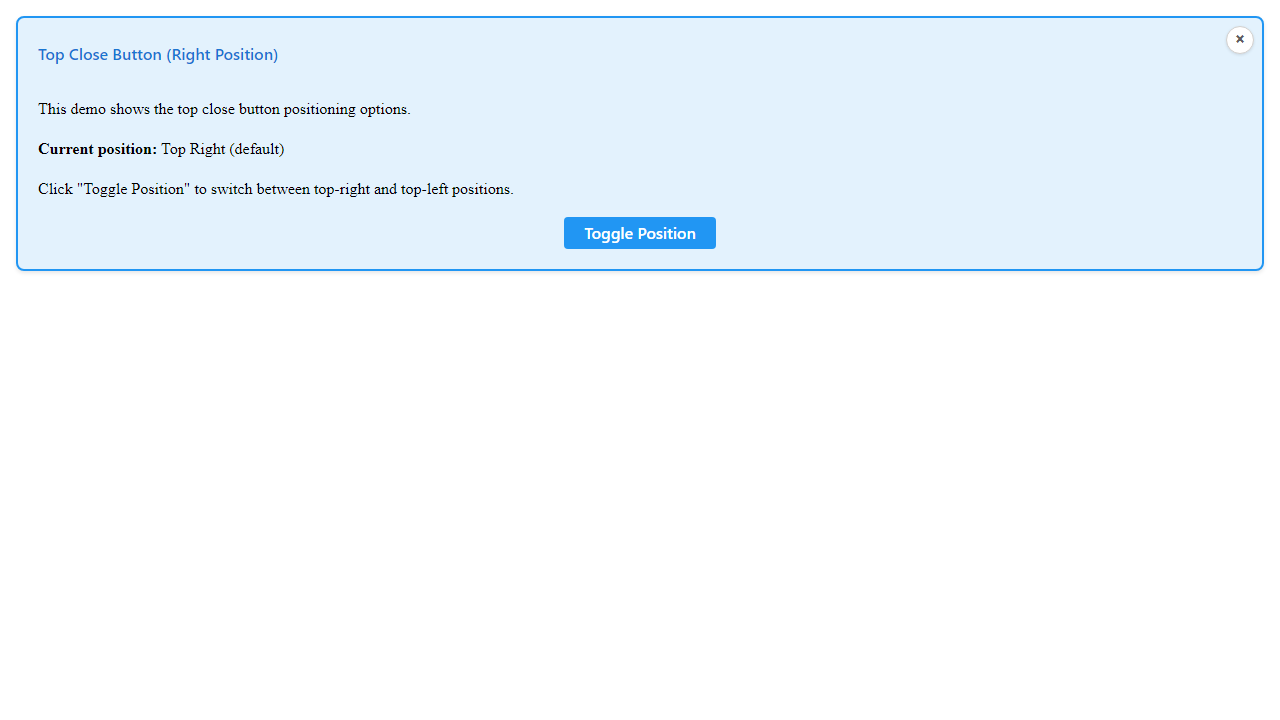 Top Close Button (Right Position)
×
This demo shows the top close button positioning options.
Current position: Top Right (default)
Click "Toggle Position" to switch between top-right and top-left positions.
Toggle Position